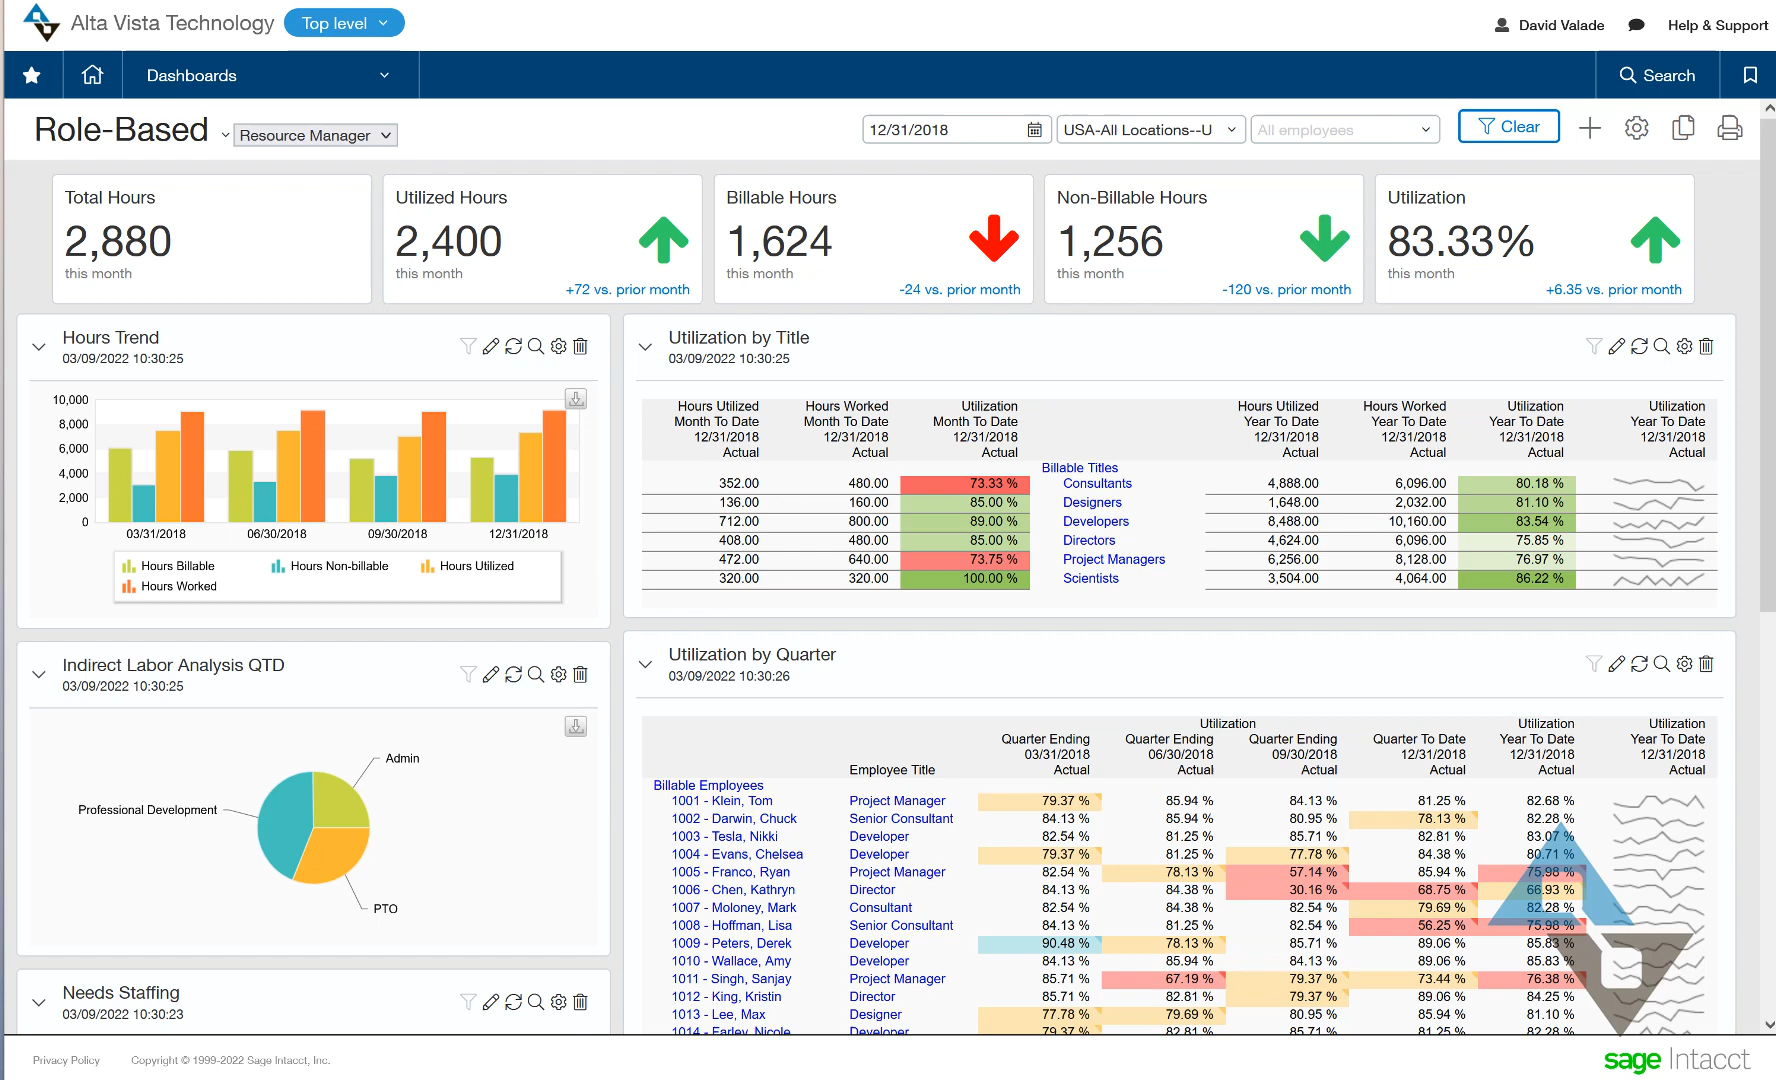 Alta Vista Technology Top level David Valade Help & Support
Dashboards Search
Role-Based Resource Manager 12/31/2018 USA-All Locations--U All employees Clear
Total Hours
2,880
this month
Utilized Hours
2,400
this month
+72 vs. prior month
Billable Hours
1,624
this month
-24 vs. prior month
Non-Billable Hours
1,256
this month
-120 vs. prior month
Utilization
83.33%
this month
+6.35 vs. prior month
Hours Trend
03/09/2022 10:30:25
10,000
8,000
6,000
4,000
2,000
0
03/31/2018 06/30/2018 09/30/2018 12/31/2018
Hours Billable Hours Non-billable Hours Utilized
Hours Worked
Utilization by Title
03/09/2022 10:30:25
Hours Utilized Hours Worked Utilization Hours Utilized Hours Worked Utilization Utilization
Month To Date Month To Date Month To Date Year To Date Year To Date Year To Date Year To Date
12/31/2018 12/31/2018 12/31/2018 12/31/2018 12/31/2018 12/31/2018 12/31/2018
Actual Actual Actual Actual Actual Actual Actual
Billable Titles
352.00 480.00 73.33 % Consultants 4,888.00 6,096.00 80.18 %
136.00 160.00 85.00 % Designers 1,648.00 2,032.00 81.10 %
712.00 800.00 89.00 % Developers 8,488.00 10,160.00 83.54 %
408.00 480.00 85.00 % Directors 4,624.00 6,096.00 75.85 %
472.00 640.00 73.75 % Project Managers 6,256.00 8,128.00 76.97 %
320.00 320.00 100.00 % Scientists 3,504.00 4,064.00 86.22 %
Indirect Labor Analysis QTD
03/09/2022 10:30:25
Admin
Professional Development
PTO
Utilization by Quarter
03/09/2022 10:30:26
Utilization Utilization Utilization
Quarter Ending Quarter Ending Quarter Ending Quarter To Date Year To Date Year To Date
03/31/2018 06/30/2018 09/30/2018 12/31/2018 12/31/2018 12/31/2018
Employee Title Actual Actual Actual Actual Actual Actual
Billable Employees
1001 - Klein, Tom Project Manager 79.37 % 85.94 % 84.13 % 81.25 % 82.68 %
1002 - Darwin, Chuck Senior Consultant 84.13 % 85.94 % 80.95 % 78.13 % 82.28 %
1003 - Tesla, Nikki Developer 82.54 % 81.25 % 85.71 % 82.81 % 83.07 %
1004 - Evans, Chelsea Developer 79.37 % 81.25 % 77.78 % 84.38 % 80.71 %
1005 - Franco, Ryan Project Manager 82.54 % 78.13 % 57.14 % 85.94 % 75.98 %
1006 - Chen, Kathryn Director 84.13 % 84.38 % 30.16 % 68.75 % 66.93 %
1007 - Moloney, Mark Consultant 82.54 % 84.38 % 82.54 % 79.69 % 82.28 %
1008 - Hoffman, Lisa Senior Consultant 84.13 % 81.25 % 82.54 % 56.25 % 75.98 %
1009 - Peters, Derek Developer 90.48 % 78.13 % 85.71 % 89.06 % 85.83 %
1010 - Wallace, Amy Developer 84.13 % 85.94 % 84.13 % 89.06 % 85.83 %
1011 - Singh, Sanjay Project Manager 85.71 % 67.19 % 79.37 % 73.44 % 76.38 %
1012 - King, Kristin Director 85.71 % 82.81 % 79.37 % 89.06 % 84.25 %
1013 - Lee, Max Designer 77.78 % 79.69 % 80.95 % 85.94 % 81.10 %
1014 - Farley, Nicole Developer 79.37 % 82.81 % 85.71 % 81.25 % 82.28 %
Needs Staffing
03/09/2022 10:30:23
Privacy Policy Copyright © 1999-2022 Sage Intacct, Inc.
sage Intacct